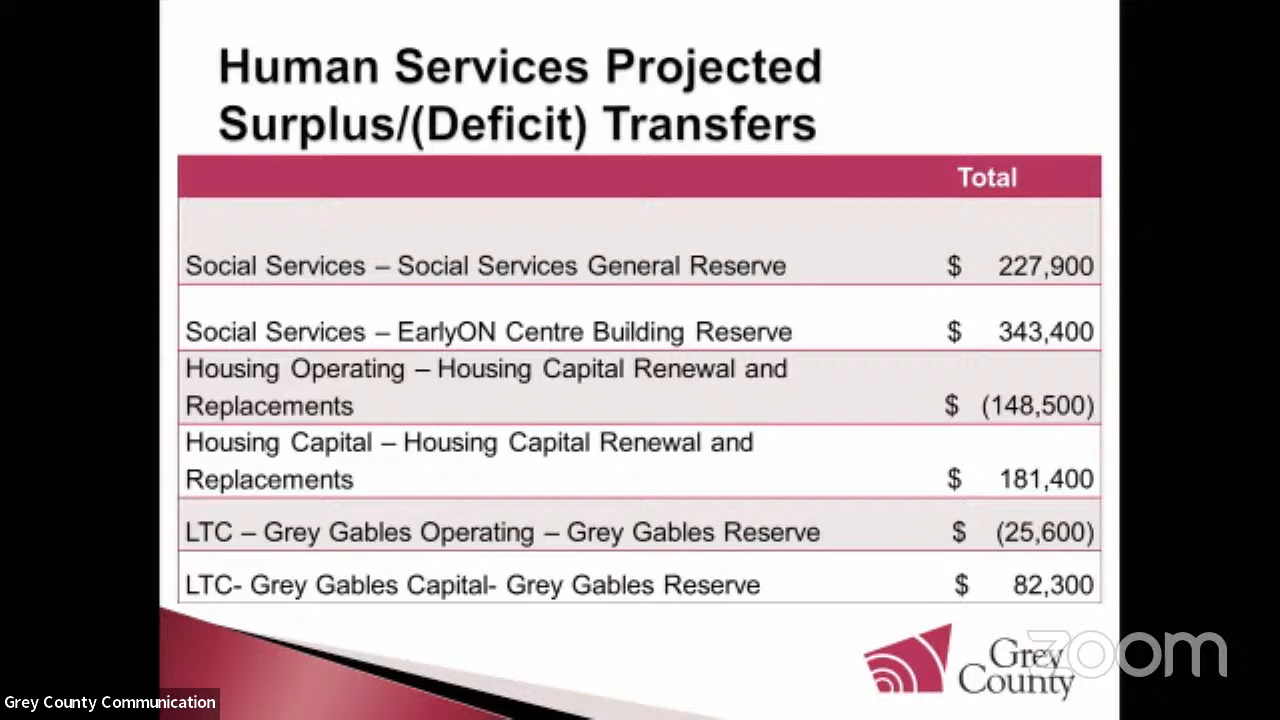 Human Services Projected
Surplus/(Deficit) Transfers
Total
Social Services – Social Services General Reserve $ 227,900
Social Services – EarlyON Centre Building Reserve $ 343,400
Housing Operating – Housing Capital Renewal and
Replacements $ (148,500)
Housing Capital – Housing Capital Renewal and
Replacements $ 181,400
LTC – Grey Gables Operating – Grey Gables Reserve $ (25,600)
LTC- Grey Gables Capital- Grey Gables Reserve $ 82,300
Grey
County
zoom
Grey County Communication